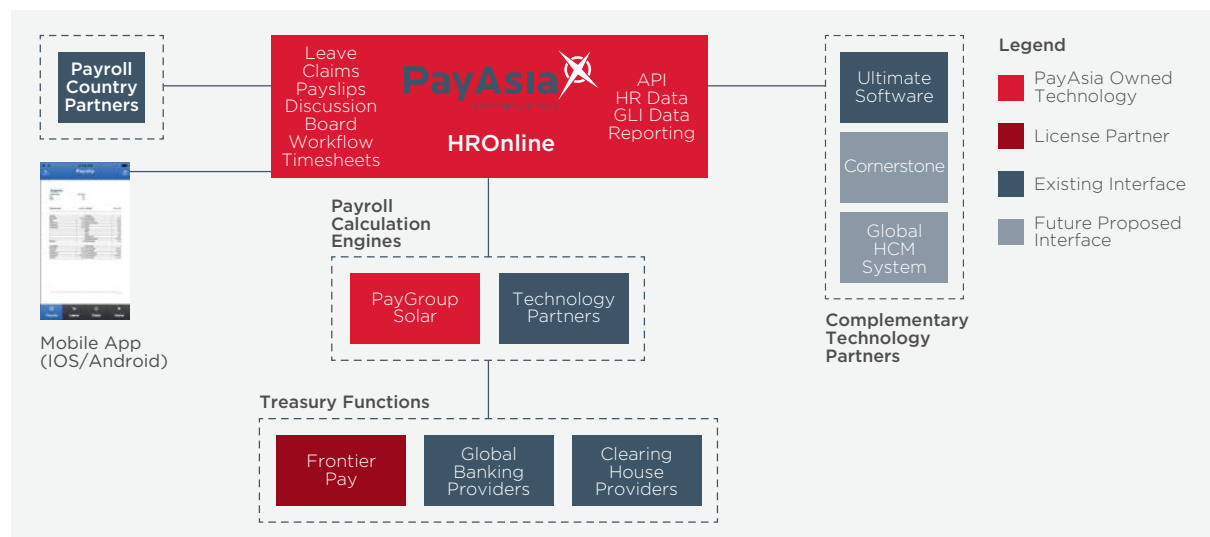 Payroll
Country
Partners
Leave
Claims
Payslips
Discussion
Board
Workflow
Timesheets
PayAsia
HROnline
API
HR Data
GLI Data
Reporting
Ultimate
Software
Cornerstone
Global
HCM
System
Complementary
Technology
Partners
Legend
PayAsia Owned
Technology
License Partner
Existing Interface
Future Proposed
Interface
Payslip
Mobile App
(IOS/Android)
Payroll
Calculation
Engines
PayGroup
Solar
Technology
Partners
Treasury Functions
Frontier
Pay
Global
Banking
Providers
Clearing
House
Providers